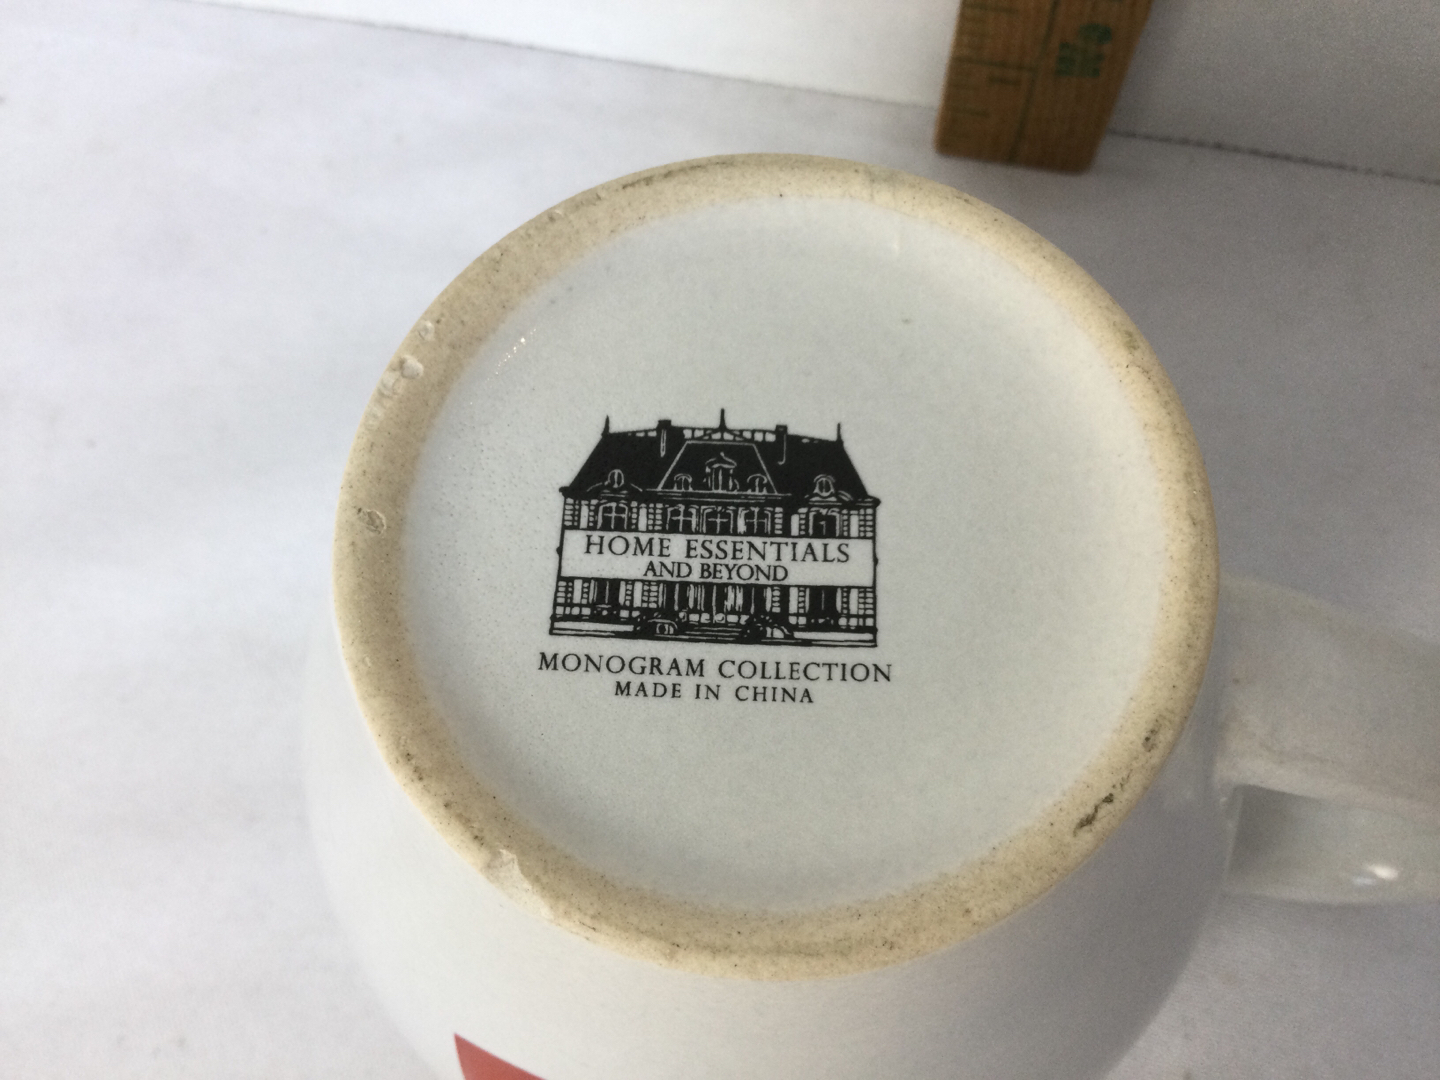 HOME ESSENTIALS
AND BEYOND
MONOGRAM COLLECTION
MADE IN CHINA